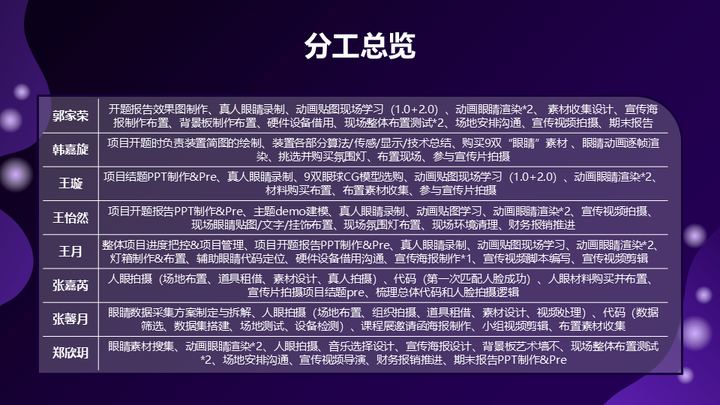 分工总览
郭家荣
开题报告效果图制作、真人眼睛录制、动画贴图现场学习（1.0+2.0）、动画眼睛渲染*2、 素材收集设计、宣传海
报制作布置、背景板制作布置、硬件设备借用、现场整体布置测试*2、场地安排沟通、宣传视频拍摄、期末报告
韩嘉旋
项目开题时负责装置简图的绘制、装置各部分算法/传感/显示/技术总结、购买9双“眼睛”素材 、眼睛动画逐帧渲
染、挑选并购买氛围灯、布置现场、参与宣传片拍摄
王璇
项目结题PPT制作&Pre、真人眼睛录制、9双眼球CG模型选购、动画贴图现场学习（1.0+2.0）、动画眼睛渲染*2、
材料购买布置、布置素材收集、参与宣传片拍摄
王怡然
项目开题报告PPT制作&Pre、主题demo建模、真人眼睛录制、动画贴图学习、动画眼睛渲染*2、宣传视频拍摄、
现场眼睛贴图/文字/挂饰布置、现场氛围灯布置、现场环境清理、财务报销推进
王月
整体项目进度把控&项目管理、项目开题报告PPT制作&Pre、真人眼睛录制、动画贴图现场学习、动画眼睛渲染*2、
灯箱制作&布置、辅助眼睛代码定位、硬件设备借用沟通、宣传海报制作*1、宣传视频脚本编写、宣传视频剪辑
张嘉芮
人眼拍摄（场地布置、道具租借、素材设计、真人拍摄）、代码（第一次匹配人脸成功）、人眼材料购买并布置、
宣传片拍摄项目结题pre、梳理总体代码和人脸拍摄逻辑
张馨月
眼睛数据采集方案制定与拆解、人眼拍摄（场地布置、组织拍摄、道具租借、素材设计、视频处理）、代码（数据
筛选、数据集搭建、场地测试、设备检测）、课程展邀请函海报制作、小组视频剪辑、布置素材收集
郑欣玥
眼睛素材搜集、动画眼睛渲染*2、人眼拍摄、音乐选择设计、宣传海报设计、背景板艺术墙不、现场整体布置测试
*2、场地安排沟通、宣传视频导演、财务报销推进、期末报告PPT制作&Pre